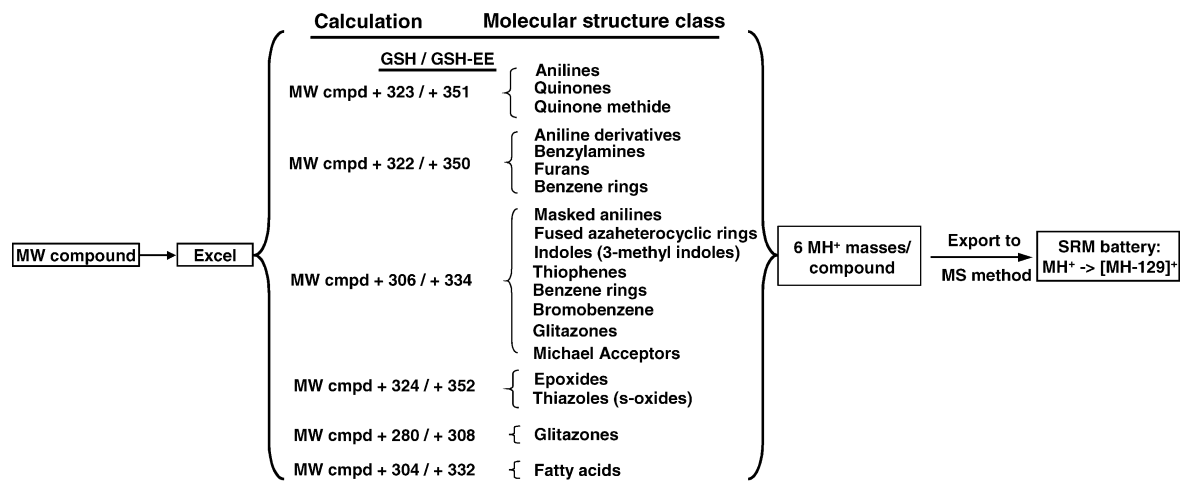 Calculation Molecular structure class
GSH / GSH-EE
MW cmpd + 323 / + 351
Anilines
Quinones
Quinone methide
MW cmpd + 322 / + 350
Aniline derivatives
Benzylamines
Furans
Benzene rings
MW compound
Excel
MW cmpd + 306 / + 334
Masked anilines
Fused azaheterocyclic rings
Indoles (3-methyl indoles)
Thiophenes
Benzene rings
Bromobenzene
Glitazones
Michael Acceptors
MW cmpd + 324 / + 352
Epoxides
Thiazoles (s-oxides)
MW cmpd + 280 / + 308
Glitazones
MW cmpd + 304 / + 332
Fatty acids
6 MH⁺ masses/
compound
Export to
MS method
SRM battery:
MH⁺ -> [MH-129]⁺